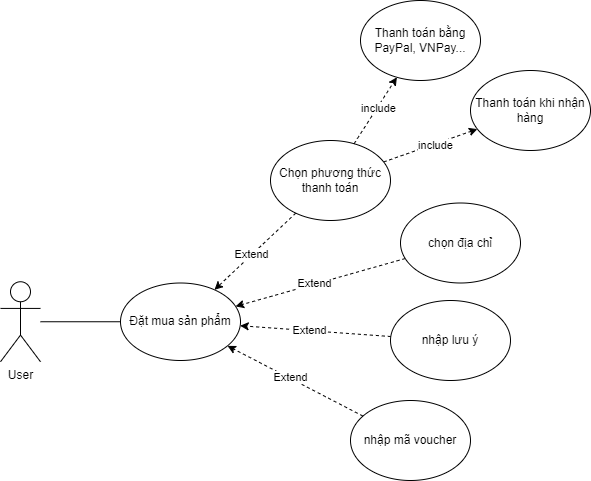 Thanh toán bằng
PayPal, VNPay...
include
Thanh toán khi nhận
hàng
include
Chọn phương thức
thanh toán
Extend
chọn địa chỉ
Extend
Đặt mua sản phẩm
Extend
nhập lưu ý
User
Extend
nhập mã voucher